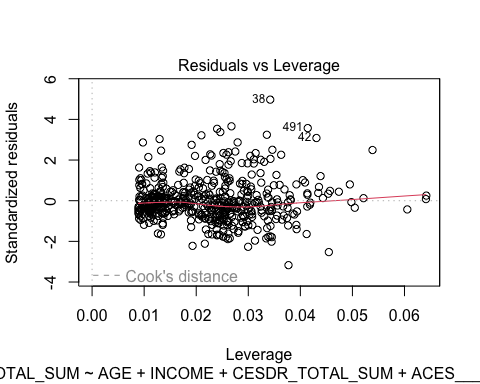 Residuals vs Leverage
Standardized residuals
6
4
2
0
-2
-4
38
491
42
Cook's distance
0.00 0.01 0.02 0.03 0.04 0.05 0.06
Leverage
OTAL_SUM ~ AGE + INCOME + CESDR_TOTAL_SUM + ACES___